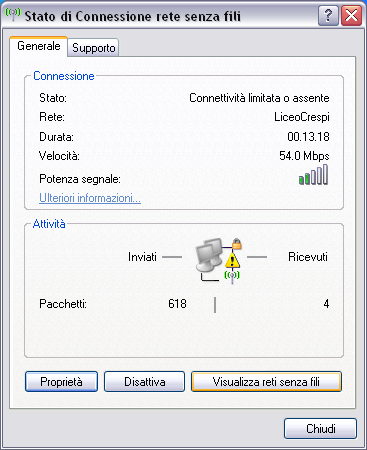 Stato di Connessione rete senza fili
Generale Supporto
Connessione
Stato: Connettività limitata o assente
Rete: LiceoCrespi
Durata: 00.13.18
Velocità: 54.0 Mbps
Potenza segnale:
Ulteriori informazioni...
Attività
Inviati Ricevuti
Pacchetti: 618 4
Proprietà Disattiva Visualizza reti senza fili
Chiudi